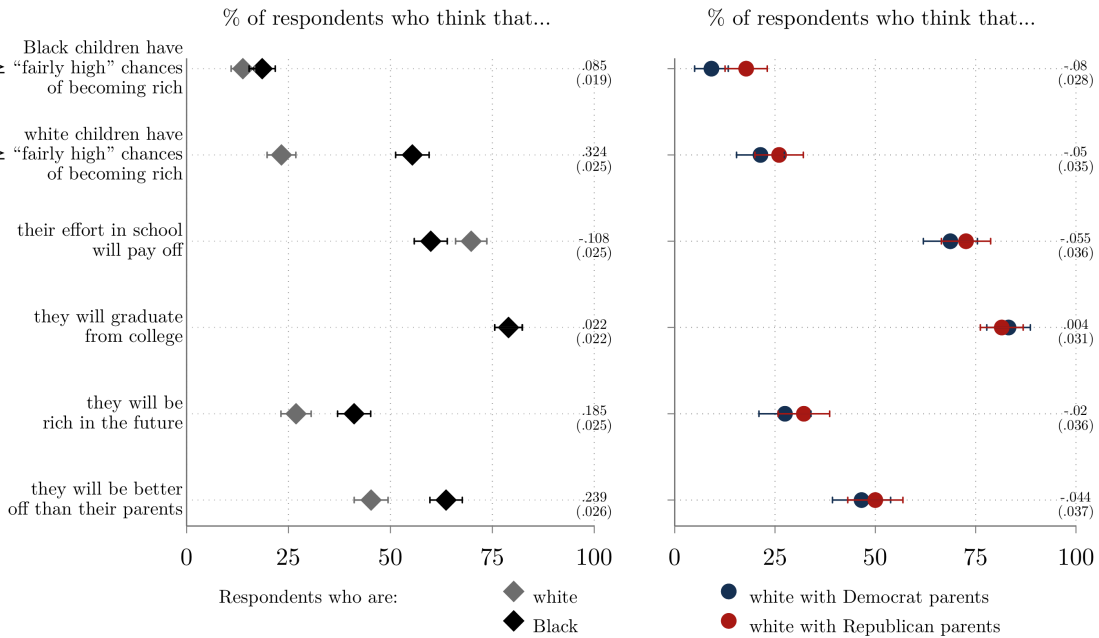 % of respondents who think that...
% of respondents who think that...
Black children have
≥ “fairly high” chances
of becoming rich
.085
(.019)
-.08
(.028)
white children have
≥ “fairly high” chances
of becoming rich
.324
(.025)
-.05
(.035)
their effort in school
will pay off
-.108
(.025)
-.055
(.036)
they will graduate
from college
.022
(.022)
.004
(.031)
they will be
rich in the future
.185
(.025)
-.02
(.036)
they will be better
off than their parents
.239
(.026)
-.044
(.037)
0 25 50 75 100
0 25 50 75 100
Respondents who are:
white
Black
white with Democrat parents
white with Republican parents